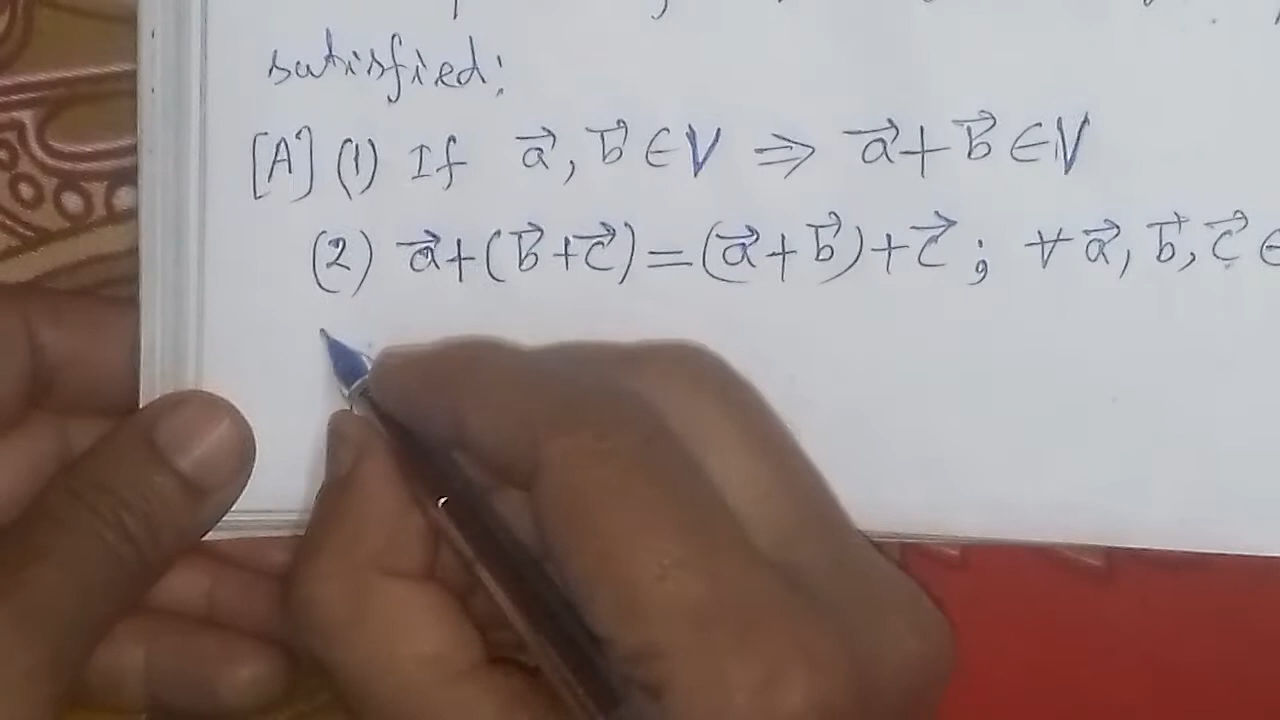 satisfied:
[A] (1) If a⃗, b⃗ ∈ V ⇒ a⃗ + b⃗ ∈ V
(2) a⃗ + (b⃗ + c⃗) = (a⃗ + b⃗) + c⃗ ; ∀ a⃗, b⃗, c⃗ ∈